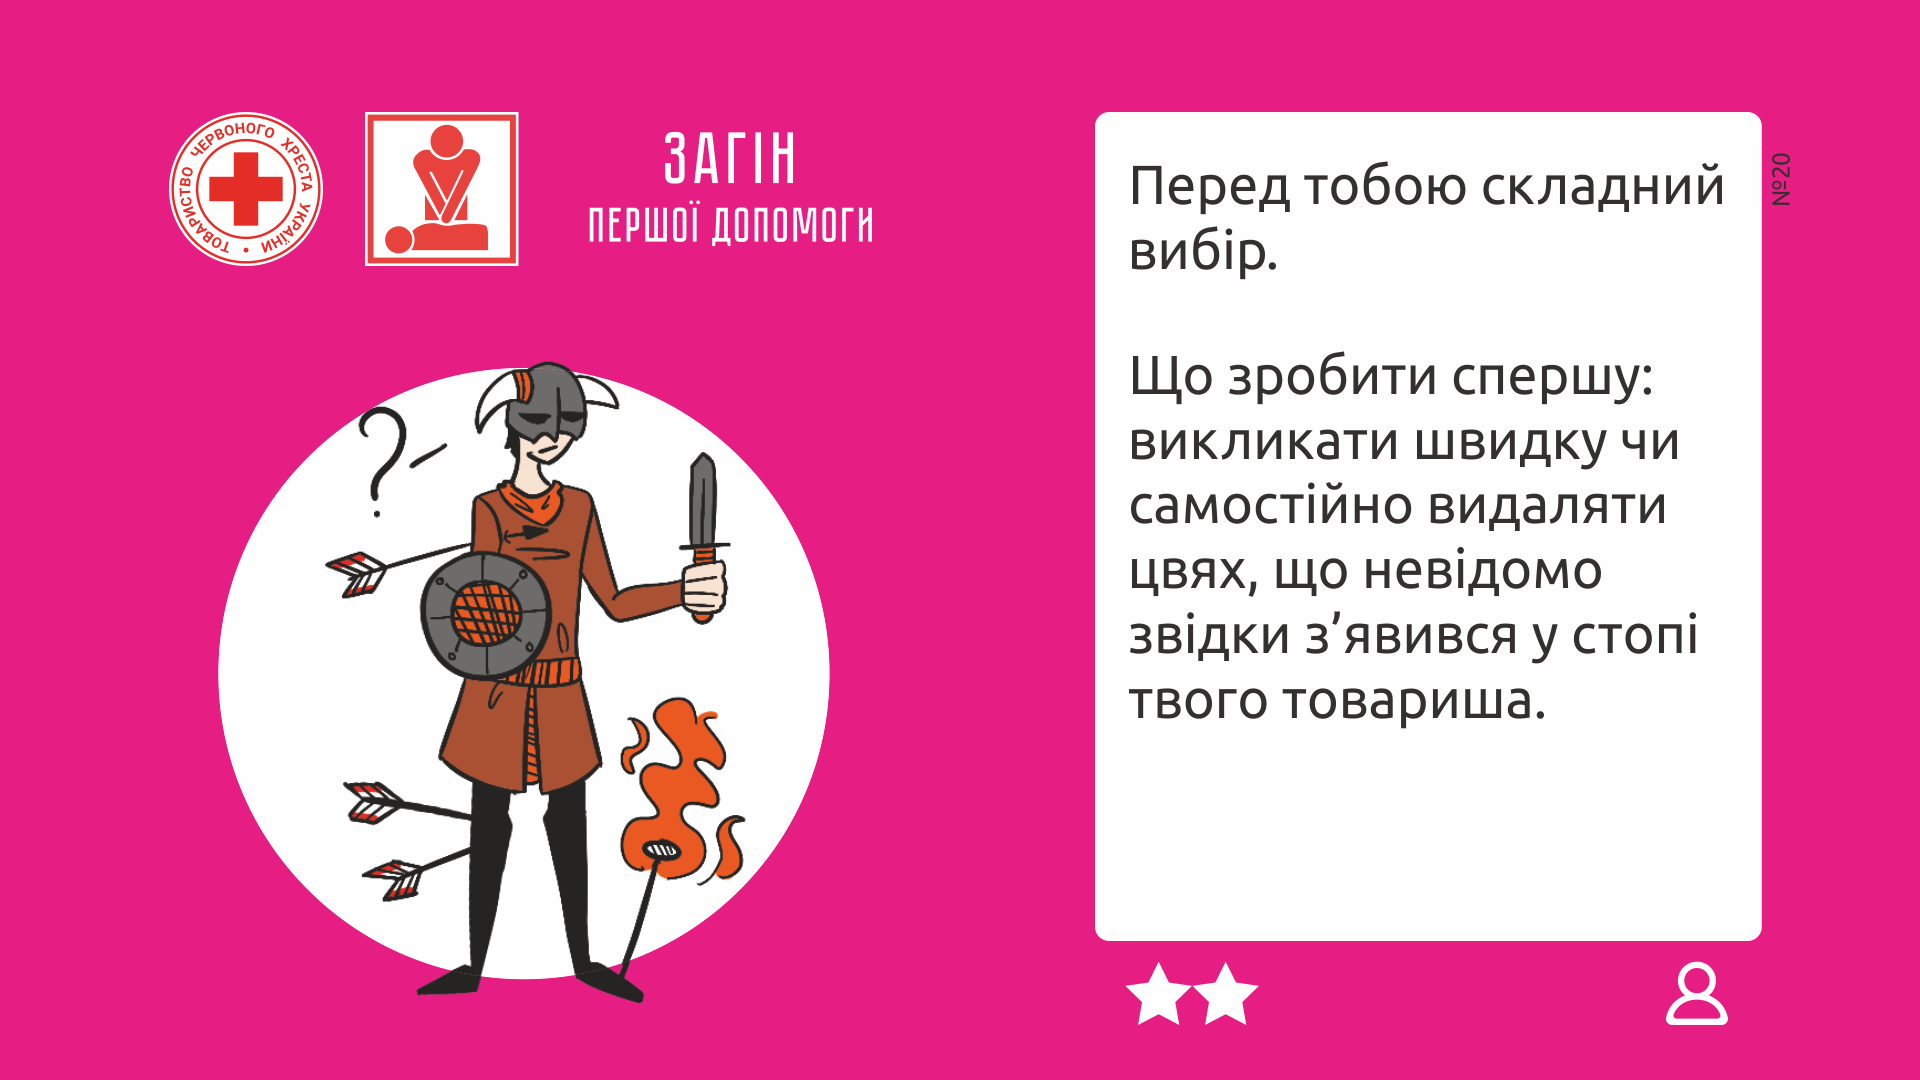 ТОВАРИСТВО ЧЕРВОНОГО ХРЕСТА УКРАЇНИ •
ЗАГІН
ПЕРШОЇ ДОПОМОГИ
?
Перед тобою складний
вибір.
Що зробити спершу:
викликати швидку чи
самостійно видаляти
цвях, що невідомо
звідки з’явився у стопі
твого товариша.
№20